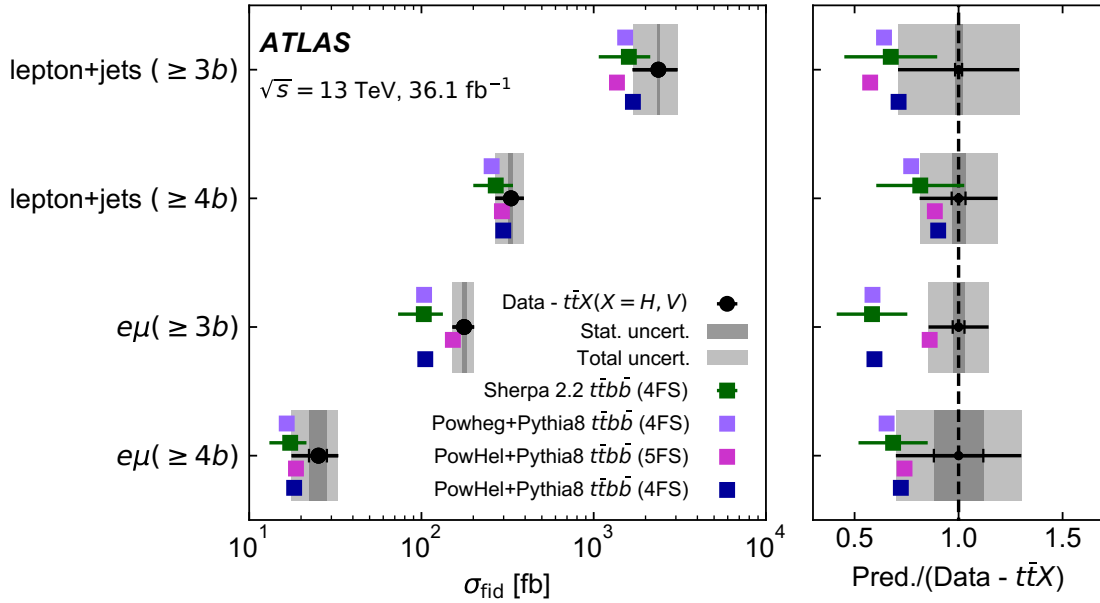 ATLAS
√s = 13 TeV, 36.1 fb⁻¹
lepton+jets ( ≥ 3b)
lepton+jets ( ≥ 4b)
eμ( ≥ 3b)
eμ( ≥ 4b)
Data - tt̄X(X = H, V)
Stat. uncert.
Total uncert.
Sherpa 2.2 tt̄bb̄ (4FS)
Powheg+Pythia8 tt̄bb̄ (4FS)
PowHel+Pythia8 tt̄bb̄ (5FS)
PowHel+Pythia8 tt̄bb̄ (4FS)
10¹ 10² 10³ 10⁴
σfid [fb]
0.5 1.0 1.5
Pred./(Data - tt̄X)